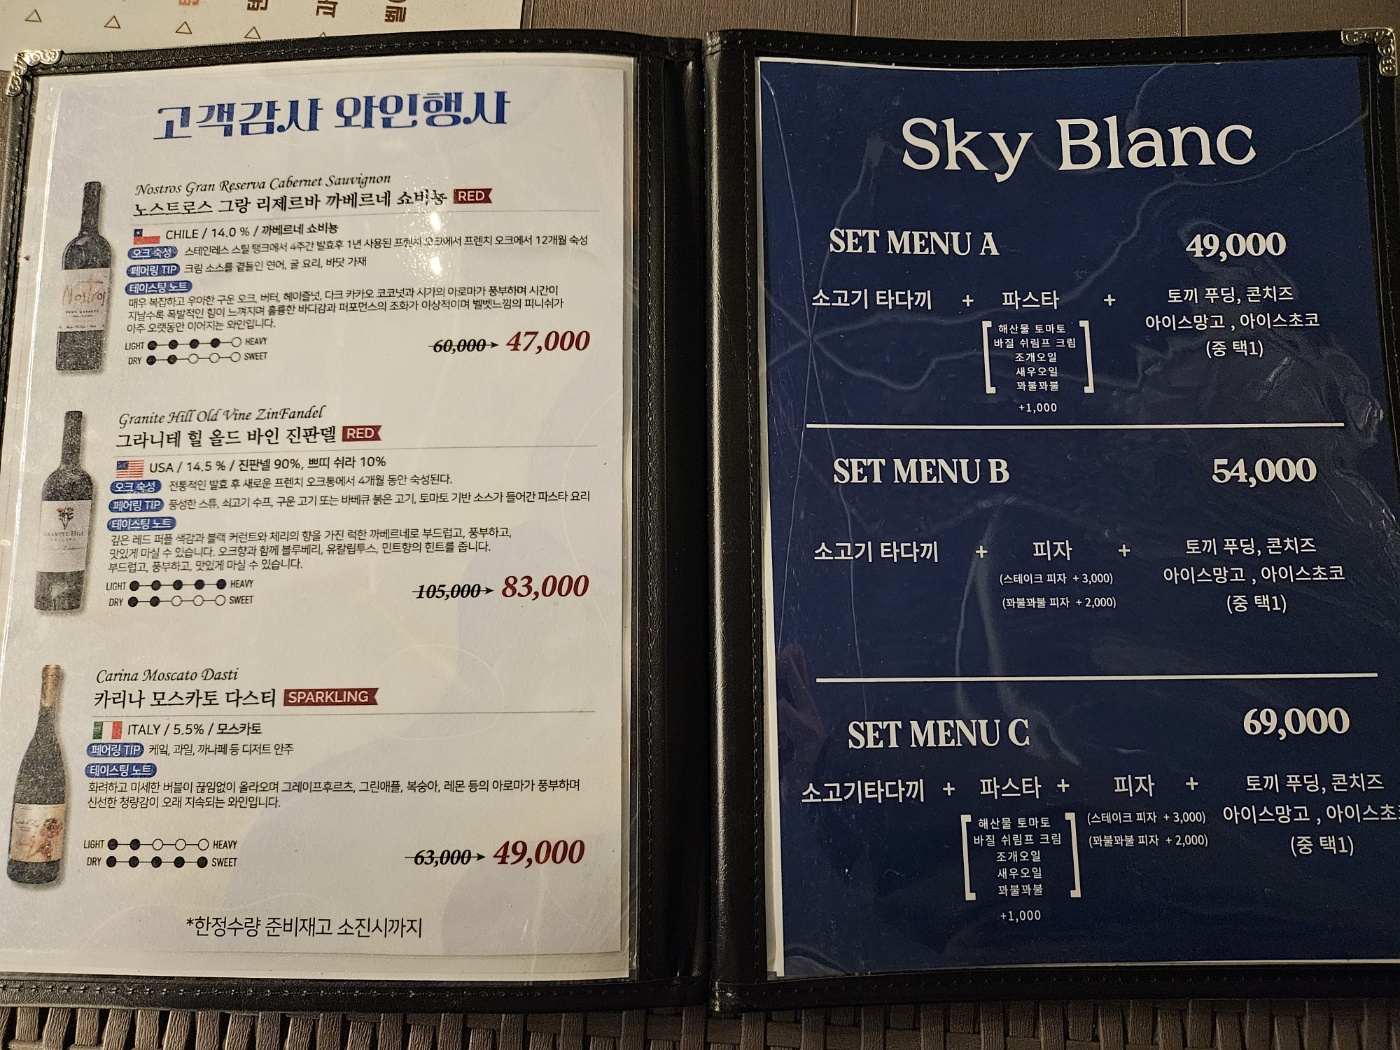 고객감사 와인행사
Nostros Gran Reserva Cabernet Sauvignon
노스트로스 그랑 리제르바 까베르네 쇼비뇽 RED
CHILE / 14.0 % / 까베르네 쇼비뇽
오크 숙성 스테인레스 스틸 탱크에서 4주간 발효후 1년 사용된 프렌치 오크에서 프렌치 오크에서 12개월 숙성
페어링 TIP 크림 소스를 곁들인 연어, 굴 요리, 바닷 가재
테이스팅 노트
매우 복잡하고 우아한 구운 오크, 버터, 헤이즐넛, 다크 카카오 코코넛과 시가의 아로마가 풍부하며 시간이
지날수록 폭발적인 힘이 느껴지며 훌륭한 바디감과 퍼포먼스의 조화가 이상적이며 벨벳느낌의 피니쉬가
아주 오랫동안 이어지는 와인입니다.
LIGHT HEAVY
DRY SWEET
60,000 47,000
Granite Hill Old Vine ZinFandel
그라니테 힐 올드 바인 진판델 RED
USA / 14.5 % / 진판넬 90%, 쁘띠 쉬라 10%
오크 숙성 전통적인 발효 후 새로운 프렌치 오크통에서 4개월 동안 숙성된다.
페어링 TIP 풍성한 스튜, 쇠고기 수프, 구운 고기 또는 바베큐 붉은 고기, 토마토 기반 소스가 들어간 파스타 요리
테이스팅 노트
깊은 레드 퍼플 색감과 블랙 커런트와 체리의 향을 가진 럭한 까베르네로 부드럽고, 풍부하고,
맛있게 마실 수 있습니다. 오크향과 함께 블루베리, 유칼립투스, 민트향의 힌트를 줍니다.
부드럽고, 풍부하고, 맛있게 마실 수 있습니다.
LIGHT HEAVY
DRY SWEET
105,000 83,000
Carina Moscato Dasti
카리나 모스카토 다스티 SPARKLING
ITALY / 5.5% / 모스카토
페어링 TIP 케잌, 과일, 까나페 등 디저트 안주
테이스팅 노트
화려하고 미세한 버블이 끊임없이 올라오며 그레이프후르츠, 그린애플, 복숭아, 레몬 등의 아로마가 풍부하며
신선한 청량감이 오래 지속되는 와인입니다.
LIGHT HEAVY
DRY SWEET
63,000 49,000
*한정수량 준비재고 소진시까지
Sky Blanc
SET MENU A 49,000
소고기 타다끼 + 파스타 + 토끼 푸딩, 콘치즈
아이스망고 , 아이스초코
(중 택1)
해산물 토마토
바질 쉬림프 크림
조개오일
새우오일
꽈불꽈불
+1,000
SET MENU B 54,000
소고기 타다끼 + 피자 + 토끼 푸딩, 콘치즈
아이스망고 , 아이스초코
(중 택1)
(스테이크 피자 +3,000)
(꽈불꽈불 피자 +2,000)
SET MENU C 69,000
소고기타다끼 + 파스타 + 피자 + 토끼 푸딩, 콘치즈
아이스망고 , 아이스초
(중 택1)
해산물 토마토
바질 쉬림프 크림
조개오일
새우오일
꽈불꽈불
+1,000
(스테이크 피자 +3,000)
(꽈불꽈불 피자 +2,000)